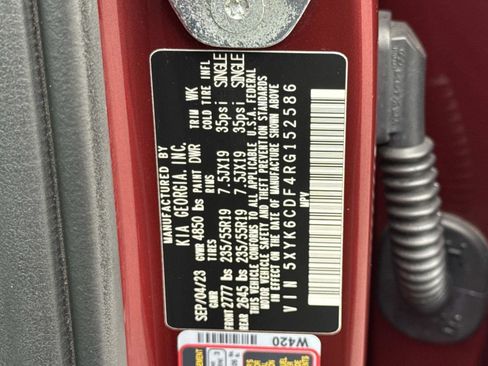 MANUFACTURED BY
KIA GEORGIA, INC.
SEP/04/23 GVWR 4850 lbs PAINT DWR TRIM WK
GAWR TIRES RIMS COLD TIRE INFL
FRONT 2777 lbs 235/55R19 7.5JX19 35psi SINGLE
REAR 2645 lbs 235/55R19 7.5JX19 35psi SINGLE
THIS VEHICLE CONFORMS TO ALL APPLICABLE U.S.A. FEDERAL
MOTOR VEHICLE SAFETY AND THEFT PREVENTION STANDARDS
IN EFFECT ON THE DATE OF MANUFACTURE SHOWN ABOVE
VIN 5XYK6CDF4RG152586
MPV
W420